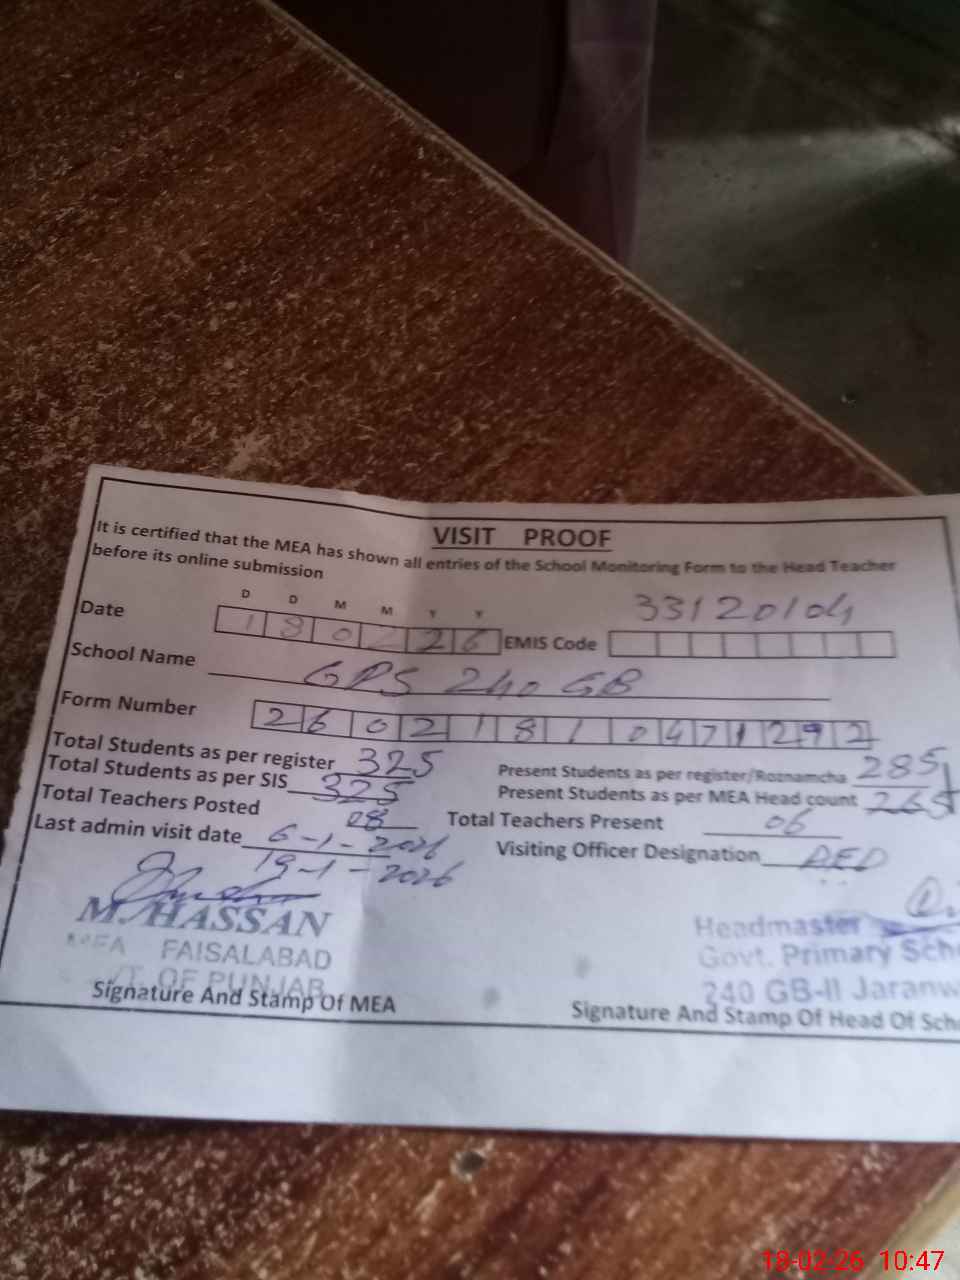 VISIT PROOF
It is certified that the MEA has shown all entries of the School Monitoring Form to the Head Teacher
before its online submission
D D M M Y Y
33120104
Date 1 8 0 2 2 6 EMIS Code
School Name GPS 240 GB
Form Number 2 6 0 2 1 8 1 0 4 7 1 2 9 2
Total Students as per register 325 Present Students as per register/Roznamcha 285
Total Students as per SIS 325 Present Students as per MEA Head count 265
Total Teachers Posted 08 Total Teachers Present 06
Last admin visit date 6-1-2026 Visiting Officer Designation
19-1-2026
M. HASSAN
MEA FAISALABAD
OF PUNJAB
Signature And Stamp Of MEA
Headmaster
Govt. Primary Scho
240 GB-II Jaranw
Signature And Stamp Of Head Of Scho
18-02-26 10:47